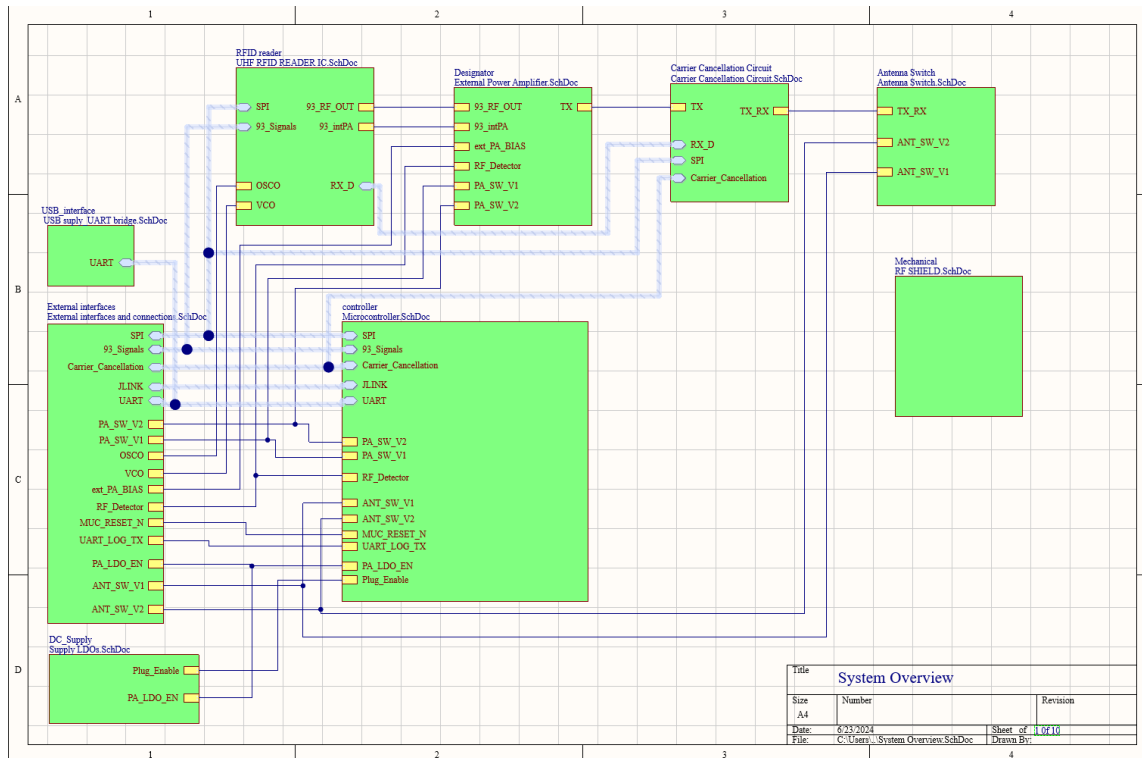 1
2
3
4
A
B
C
D
RFID reader
UHF RFID READER IC.SchDoc
SPI
93_Signals
OSCO
VCO
93_RF_OUT
93_intPA
RX_D
Designator
External Power Amplifier.SchDoc
93_RF_OUT
93_intPA
ext_PA_BIAS
RF_Detector
PA_SW_V1
PA_SW_V2
TX
Carrier Cancellation Circuit
Carrier Cancellation Circuit.SchDoc
TX
TX_RX
RX_D
SPI
Carrier_Cancellation
Antenna Switch
Antenna Switch.SchDoc
TX_RX
ANT_SW_V2
ANT_SW_V1
USB_interface
USB suply_UART bridge.SchDoc
UART
Mechanical
RF SHIELD.SchDoc
External interfaces
External interfaces and connections.SchDoc
SPI
93_Signals
Carrier_Cancellation
JLINK
UART
PA_SW_V2
PA_SW_V1
OSCO
VCO
ext_PA_BIAS
RF_Detector
MUC_RESET_N
UART_LOG_TX
PA_LDO_EN
ANT_SW_V1
ANT_SW_V2
controller
Microcontroller.SchDoc
SPI
93_Signals
Carrier_Cancellation
JLINK
UART
PA_SW_V2
PA_SW_V1
RF_Detector
ANT_SW_V1
ANT_SW_V2
MUC_RESET_N
UART_LOG_TX
PA_LDO_EN
Plug_Enable
DC_Supply
Supply LDOs.SchDoc
Plug_Enable
PA_LDO_EN
Title
System Overview
Size
Number
Revision
A4
Date: 6/23/2024 Sheet of 1 of 10
File: C:\Users\..\System Overview.SchDoc Drawn By:
1
2
3
4